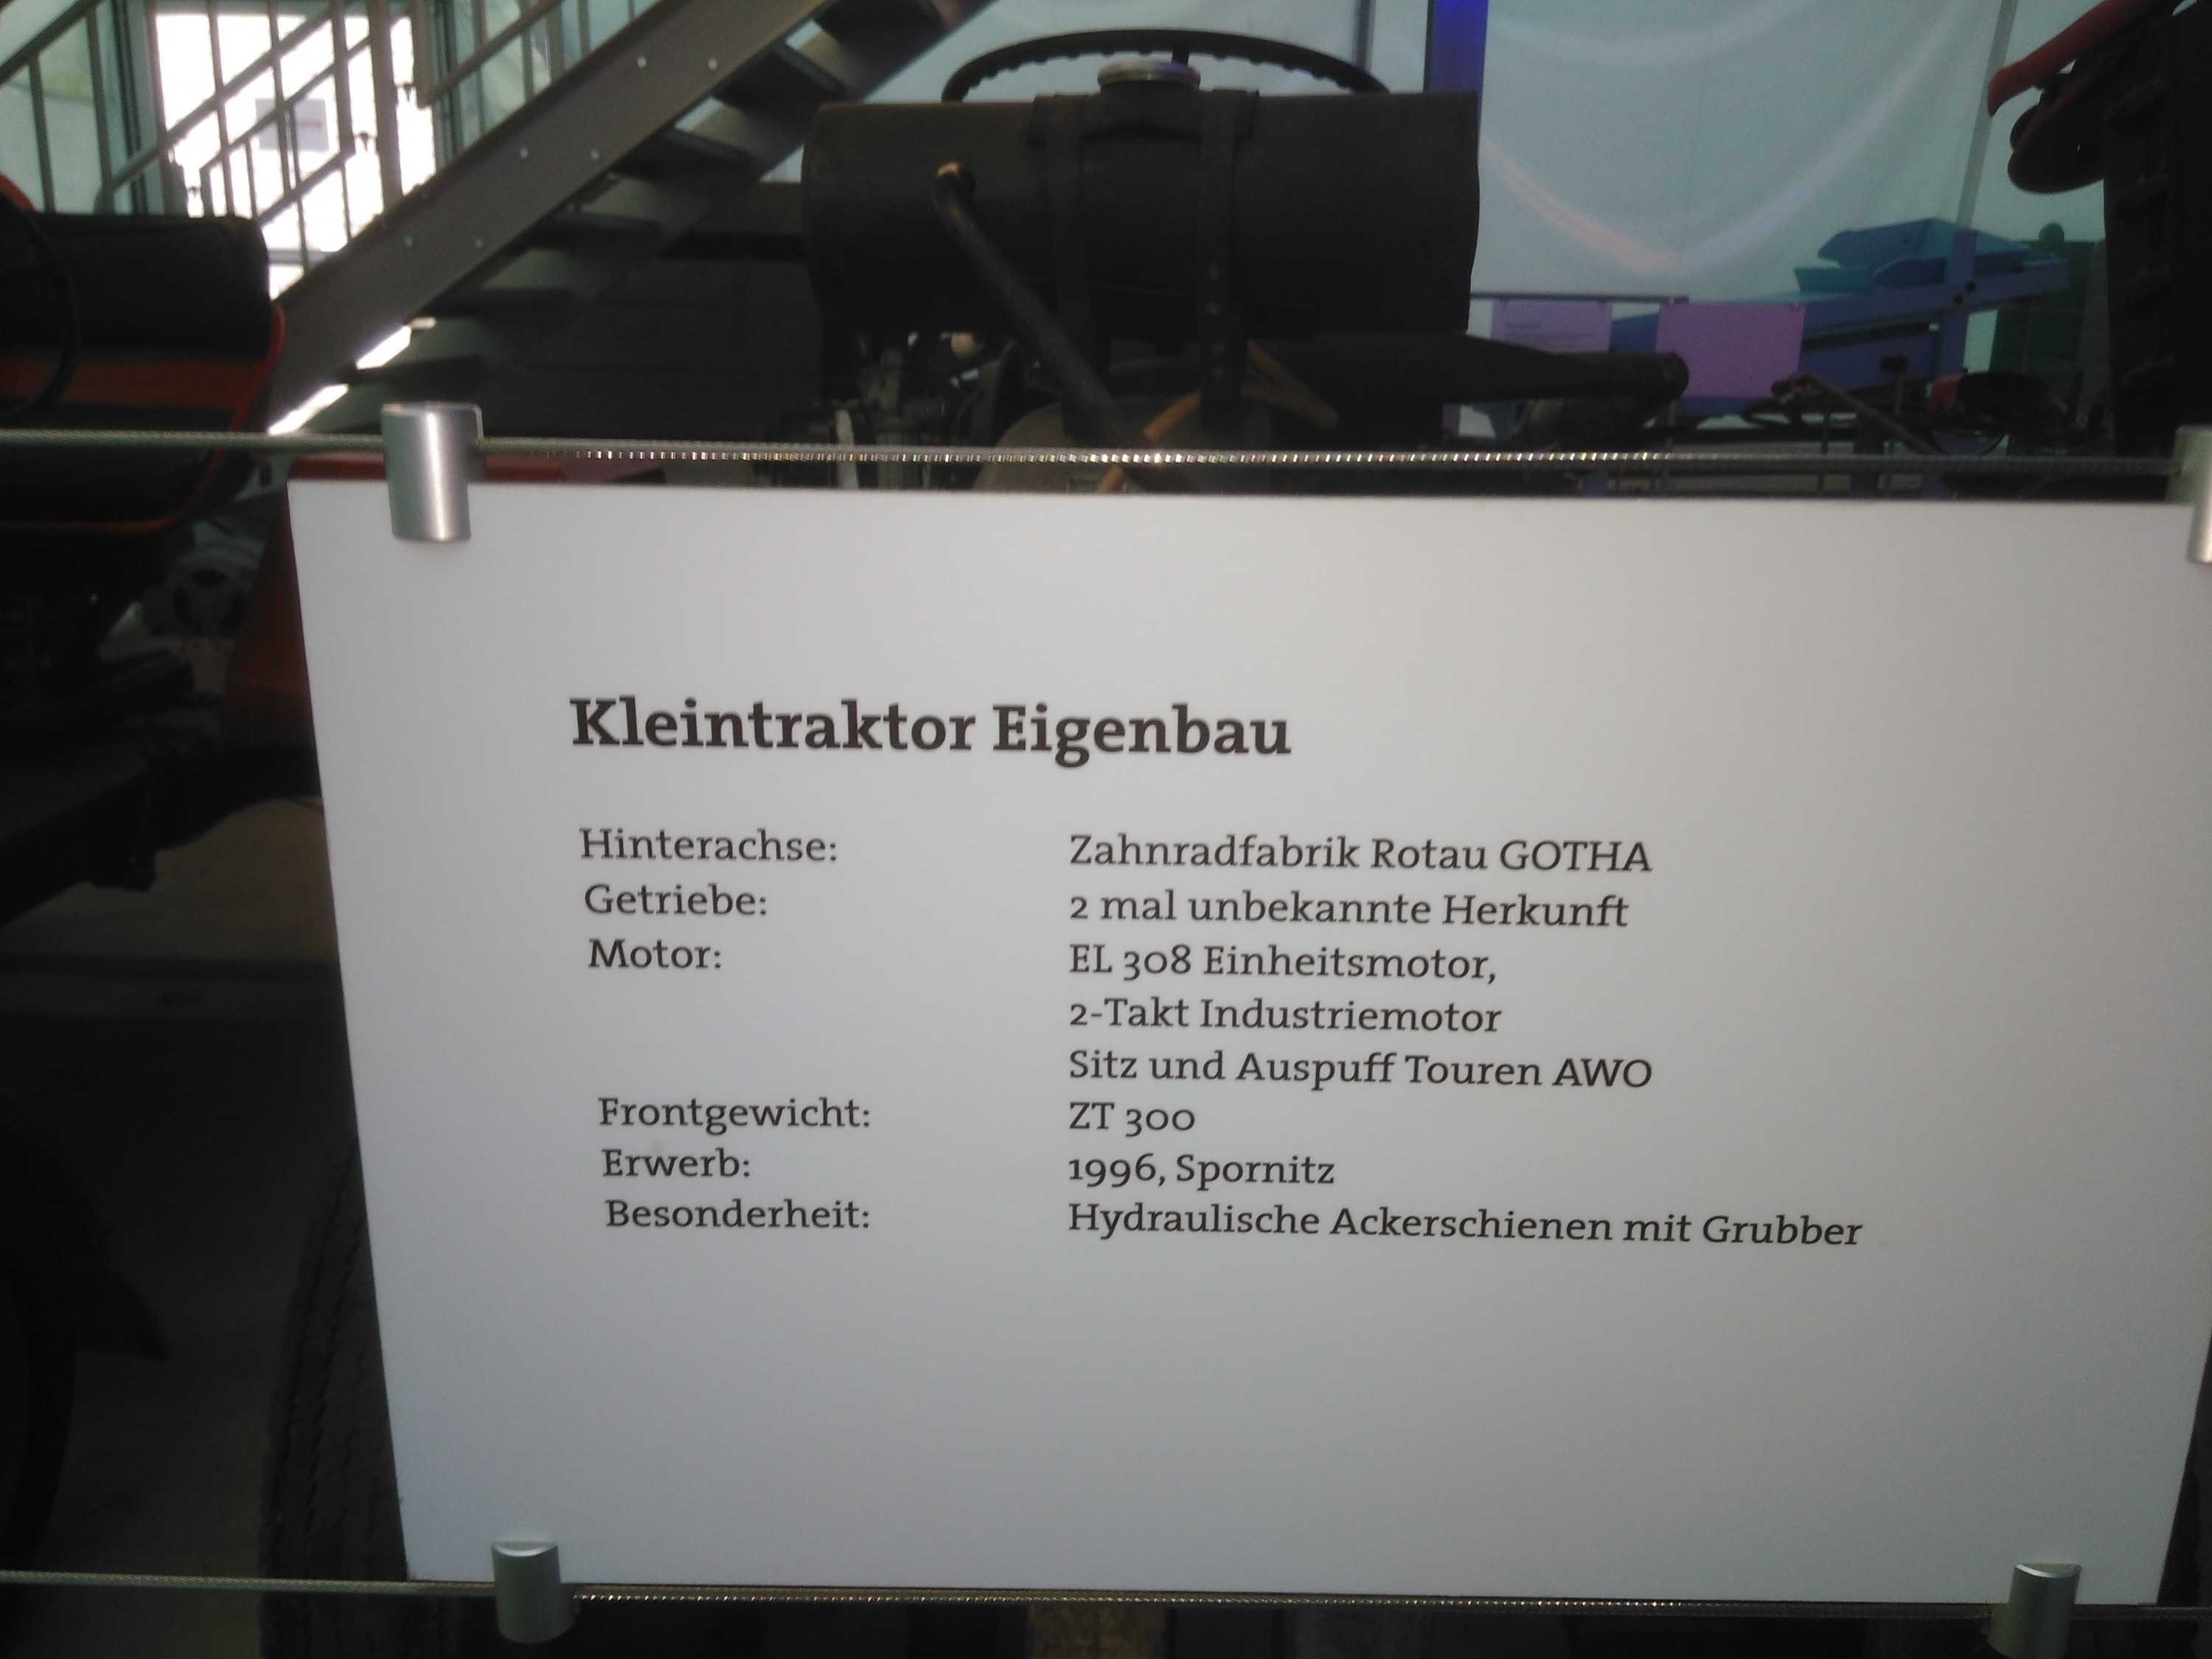 Kleintraktor Eigenbau
Hinterachse: Zahnradfabrik Rotau GOTHA
Getriebe: 2 mal unbekannte Herkunft
Motor: EL 308 Einheitsmotor,
2-Takt Industriemotor
Sitz und Auspuff Touren AWO
Frontgewicht: ZT 300
Erwerb: 1996, Spornitz
Besonderheit: Hydraulische Ackerschienen mit Grubber